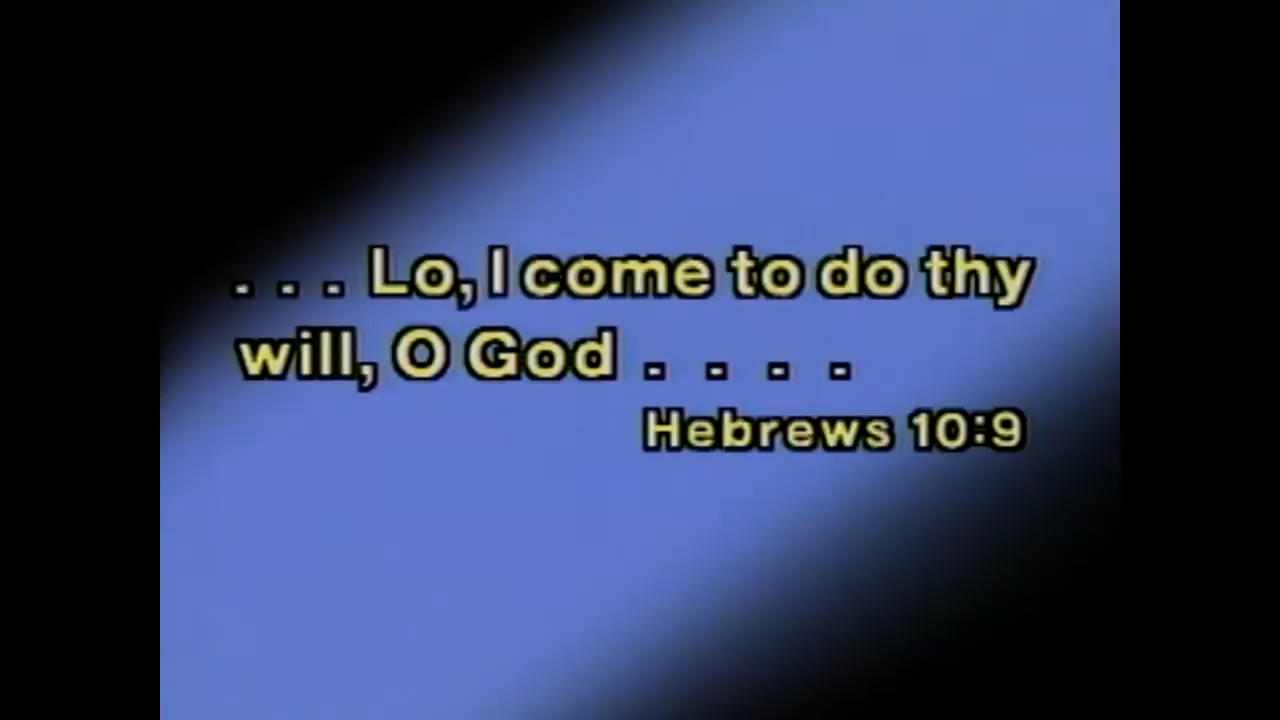 . . . Lo, I come to do thy
will, O God . . . .
Hebrews 10:9